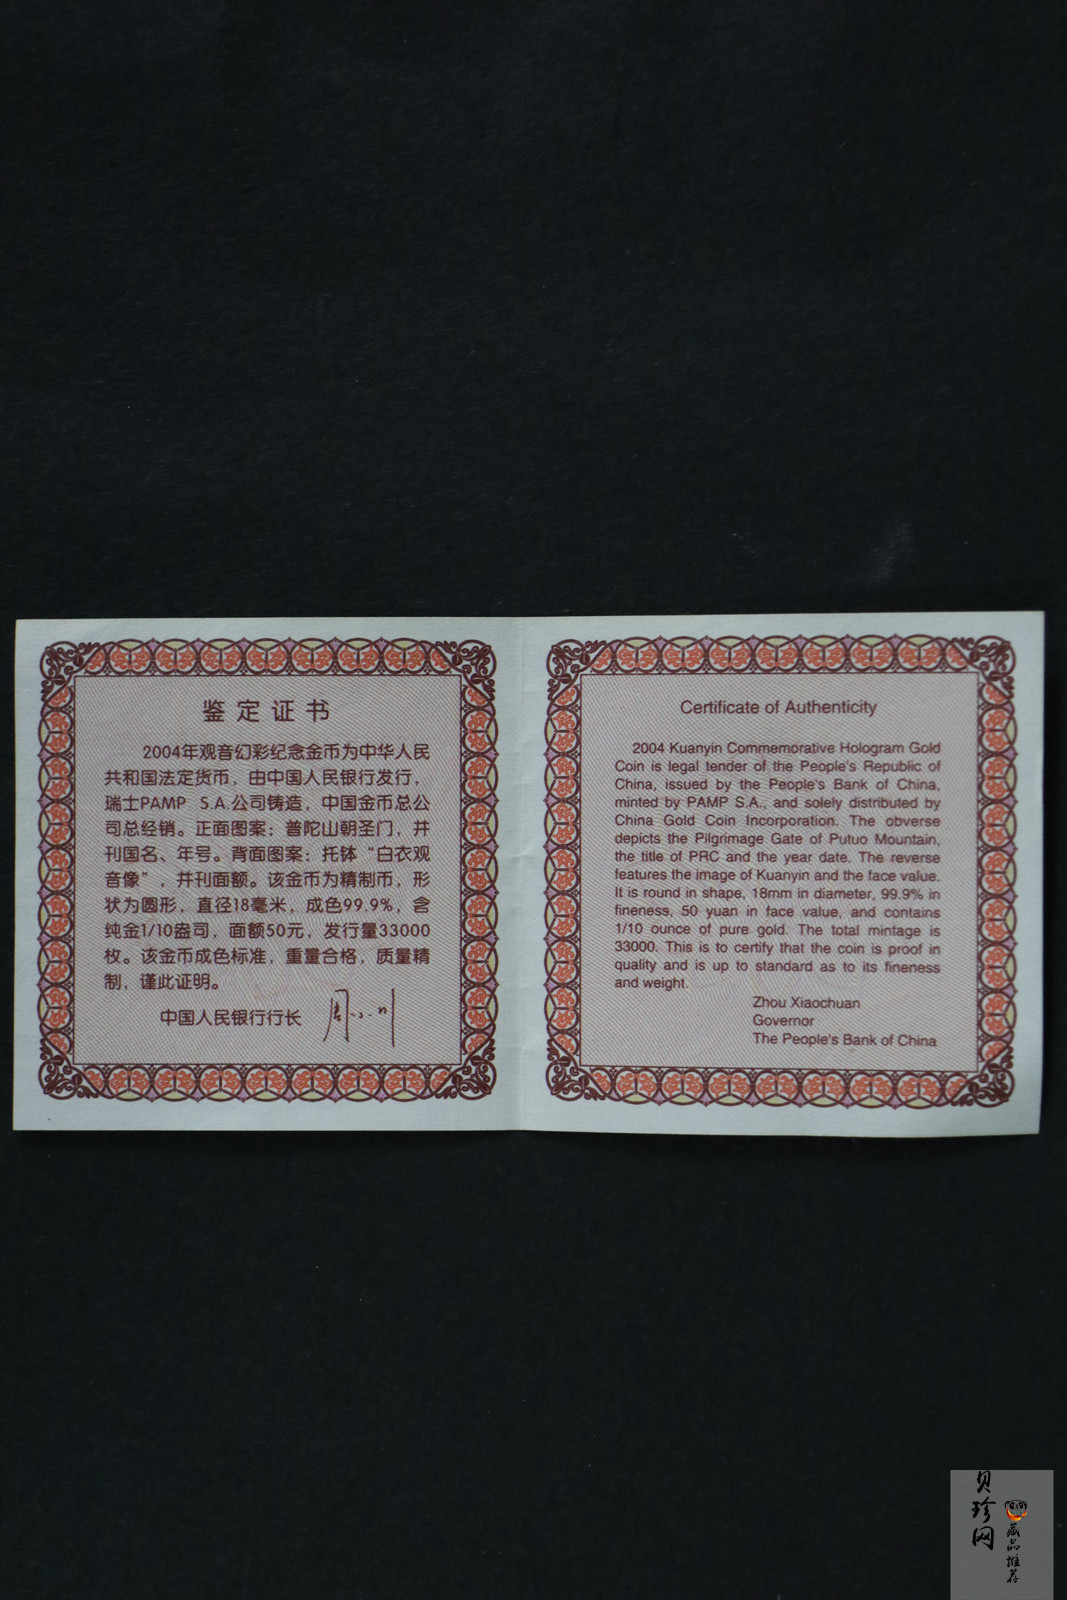 鉴定证书
2004年观音幻彩纪念金币为中华人民
共和国法定货币，由中国人民银行发行，
瑞士PAMP S.A.公司铸造，中国金币总公
司总经销。正面图案：普陀山朝圣门，并
刊国名、年号。背面图案：托钵“白衣观
音像”，并刊面额。该金币为精制币，形
状为圆形，直径18毫米，成色99.9%，含
纯金1/10盎司，面额50元，发行量33000
枚。该金币成色标准，重量合格，质量精
制，谨此证明。
中国人民银行行长 周小川
Certificate of Authenticity
2004 Kuanyin Commemorative Hologram Gold
Coin is legal tender of the People's Republic of
China, issued by the People's Bank of China,
minted by PAMP S.A., and solely distributed by
China Gold Coin Incorporation. The obverse
depicts the Pilgrimage Gate of Putuo Mountain,
the title of PRC and the year date. The reverse
features the image of Kuanyin and the face value.
It is round in shape, 18mm in diameter, 99.9% in
fineness, 50 yuan in face value, and contains
1/10 ounce of pure gold. The total mintage is
33000. This is to certify that the coin is proof in
quality and is up to standard as to its fineness
and weight.
Zhou Xiaochuan
Governor
The People's Bank of China
贝珍网
藏品推荐